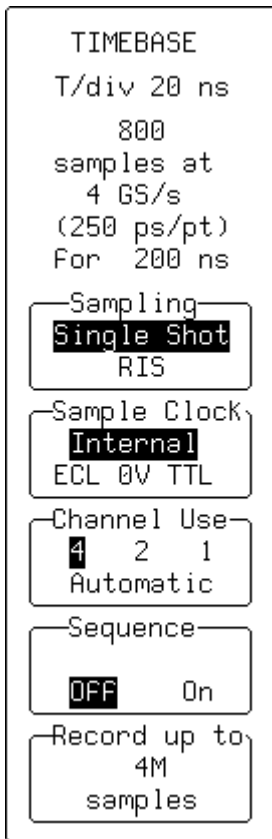 TIMEBASE
T/div 20 ns
800
samples at
4 GS/s
(250 ps/pt)
For 200 ns
Sampling
Single Shot
RIS
Sample Clock
Internal
ECL 0V TTL
Channel Use
4 2 1
Automatic
Sequence
OFF On
Record up to
4M
samples